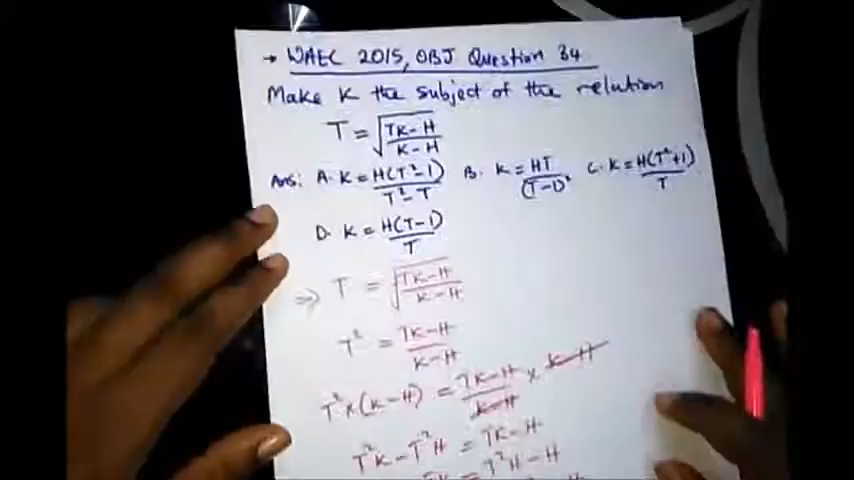 → WAEC 2015, OBJ Question 34
Make K the subject of the relation
T = √((TK-H)/(K-H))
Ans: A. K = H(T²-1)/(T²-T) B. K = HT/(T-1)² C. K = H(T²+1)/T
D. K = H(T-1)/T
⇒ T = √((TK-H)/(K-H))
T² = (TK-H)/(K-H)
T² x (K-H) = (TK-H)/(K-H) x K-H
T²K - T²H = TK-H
= T²H - H